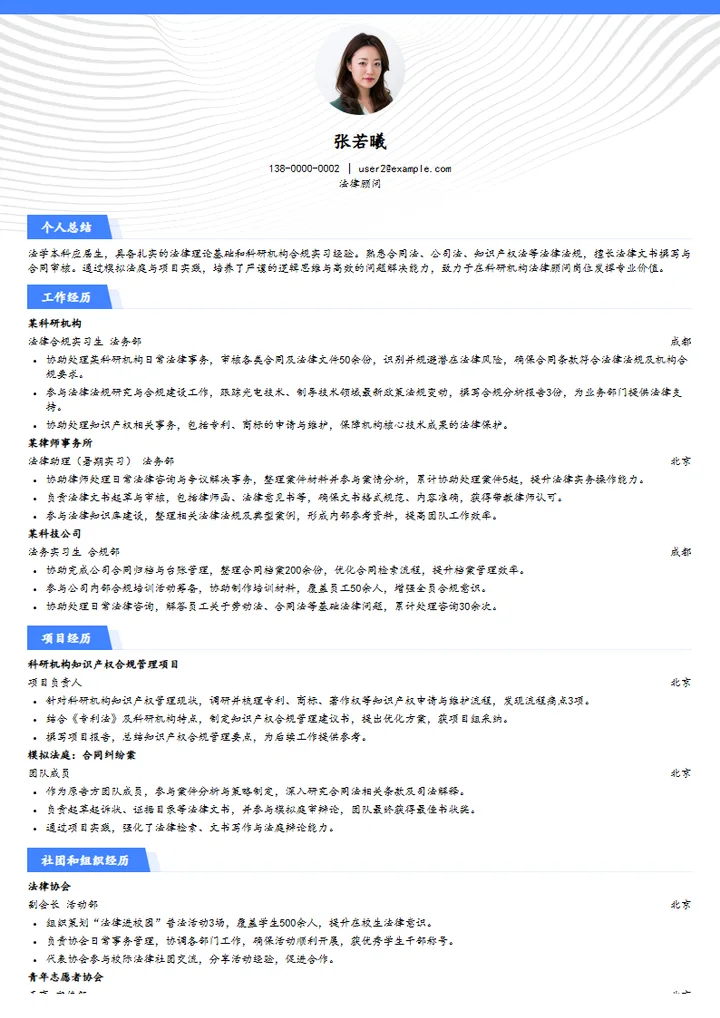 张若曦
138-0000-0002 | user2@example.com
法律顾问
个人总结
法学本科应届生，具备扎实的法律理论基础和科研机构合规实习经验。熟悉合同法、公司法、知识产权法等法律法规，擅长法律文书撰写与
合同审核。通过模拟法庭与项目实践，培养了严谨的逻辑思维与高效的问题解决能力，致力于在科研机构法律顾问岗位发挥专业价值。
工作经历
某科研机构
法律合规实习生 法务部 成都
• 协助处理某科研机构日常法律事务，审核各类合同及法律文件50余份，识别并规避潜在法律风险，确保合同条款符合法律法规及机构合
规要求。
• 参与法律法规研究与合规建设工作，跟踪光电技术、制导技术领域最新政策法规变动，撰写合规分析报告3份，为业务部门提供法律支
持。
• 协助处理知识产权相关事务，包括专利、商标的申请与维护，保障机构核心技术成果的法律保护。
某律师事务所
法律助理（暑期实习） 法务部 北京
• 协助律师处理日常法律咨询与争议解决事务，整理案件材料并参与案情分析，累计协助处理案件5起，提升法律实务操作能力。
• 负责法律文书起草与审核，包括律师函、法律意见书等，确保文书格式规范、内容准确，获得带教律师认可。
• 参与法律知识库建设，整理相关法律法规及典型案例，形成内部参考资料，提高团队工作效率。
某科技公司
法务实习生 合规部 成都
• 协助完成公司合同归档与台账管理，整理合同档案200余份，优化合同检索流程，提升档案管理效率。
• 参与公司内部合规培训活动筹备，协助制作培训材料，覆盖员工50余人，增强全员合规意识。
• 协助处理日常法律咨询，解答员工关于劳动法、合同法等基础法律问题，累计处理咨询30余次。
项目经历
科研机构知识产权合规管理项目
项目负责人 北京
• 针对科研机构知识产权管理现状，调研并梳理专利、商标、著作权等知识产权申请与维护流程，发现流程痛点3项。
• 结合《专利法》及科研机构特点，制定知识产权合规管理建议书，提出优化方案，获项目组采纳。
• 撰写项目报告，总结知识产权合规管理要点，为后续工作提供参考。
模拟法庭：合同纠纷案
团队成员 北京
• 作为原告方团队成员，参与案件分析与策略制定，深入研究合同法相关条款及司法解释。
• 负责起草起诉状、证据目录等法律文书，并参与模拟庭审辩论，团队最终获得最佳书状奖。
• 通过项目实践，强化了法律检索、文书写作与法庭辩论能力。
社团和组织经历
法律协会
副会长 活动部 北京
• 组织策划“法律进校园”普法活动3场，覆盖学生500余人，提升在校生法律意识。
• 负责协会日常事务管理，协调各部门工作，确保活动顺利开展，获优秀学生干部称号。
• 代表协会参与校际法律社团交流，分享活动经验，促进合作。
青年志愿者协会